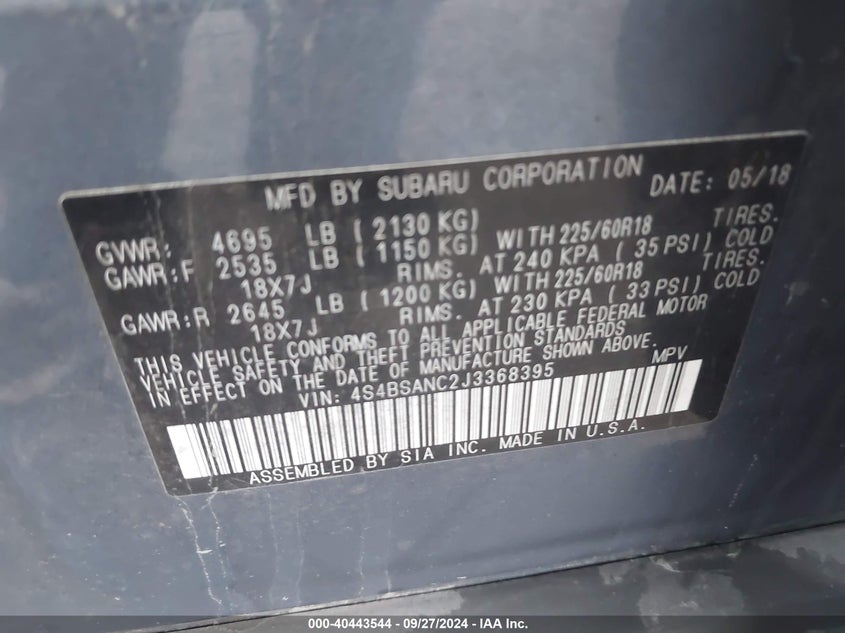 MFD BY SUBARU CORPORATION DATE: 05/18
GVWR: 4695 LB (2130 KG)
GAWR:F 2535 LB (1150 KG) WITH 225/60R18 TIRES.
18X7J RIMS. AT 240 KPA (35 PSI) COLD
GAWR:R 2645 LB (1200 KG) WITH 225/60R18 TIRES.
18X7J RIMS. AT 230 KPA (33 PSI) COLD
THIS VEHICLE CONFORMS TO ALL APPLICABLE FEDERAL MOTOR
VEHICLE SAFETY AND THEFT PREVENTION STANDARDS
IN EFFECT ON THE DATE OF MANUFACTURE SHOWN ABOVE.
VIN: 4S4BSANC2J3368395 MPV
ASSEMBLED BY SIA INC. MADE IN U.S.A.
000-40443544 - 09/27/2024 - IAA Inc.